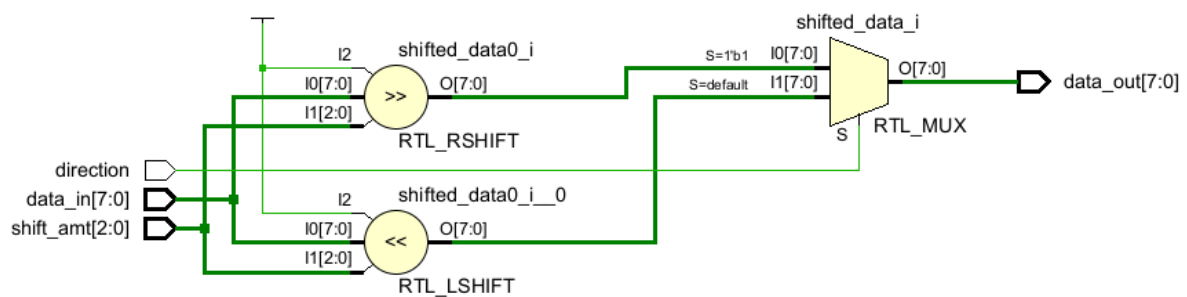 shifted_data_i
shifted_data0_i
I2
S=1'b1
I0[7:0]
O[7:0]
I0[7:0]
>>
O[7:0]
S=default
I1[7:0]
data_out[7:0]
I1[2:0]
S
RTL_MUX
RTL_RSHIFT
direction
data_in[7:0]
I2
shifted_data0_i__0
shift_amt[2:0]
I0[7:0]
<<
O[7:0]
I1[2:0]
RTL_LSHIFT